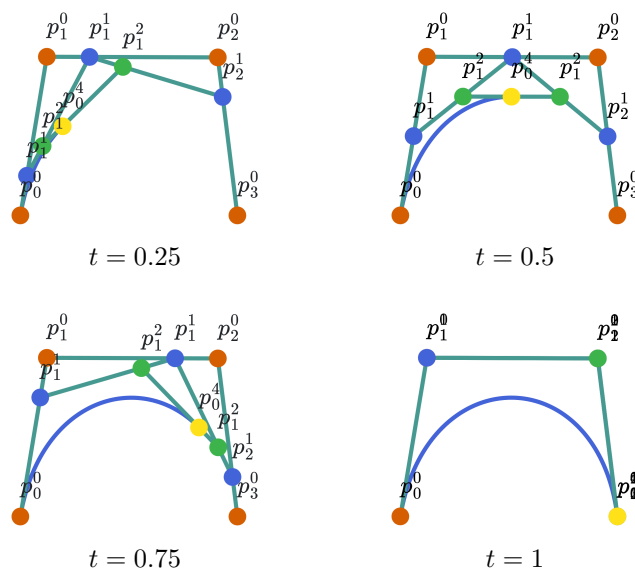 $p_1^0$ $p_1^1$ $p_1^2$ $p_2^0$
$p_2^1$
$p_0^4$
$p_1^2$
$p_1^1$
$p_0^0$ $p_3^0$
$t = 0.25$
$p_1^0$ $p_1^1$ $p_2^0$
$p_1^2$ $p_0^4$ $p_1^2$
$p_1^1$ $p_2^1$
$p_0^0$ $p_3^0$
$t = 0.5$
$p_1^0$ $p_1^2$ $p_1^1$ $p_2^0$
$p_1^1$
$p_0^4$
$p_1^2$
$p_2^1$
$p_0^0$ $p_3^0$
$t = 0.75$
$p_0^0$
$t = 1$